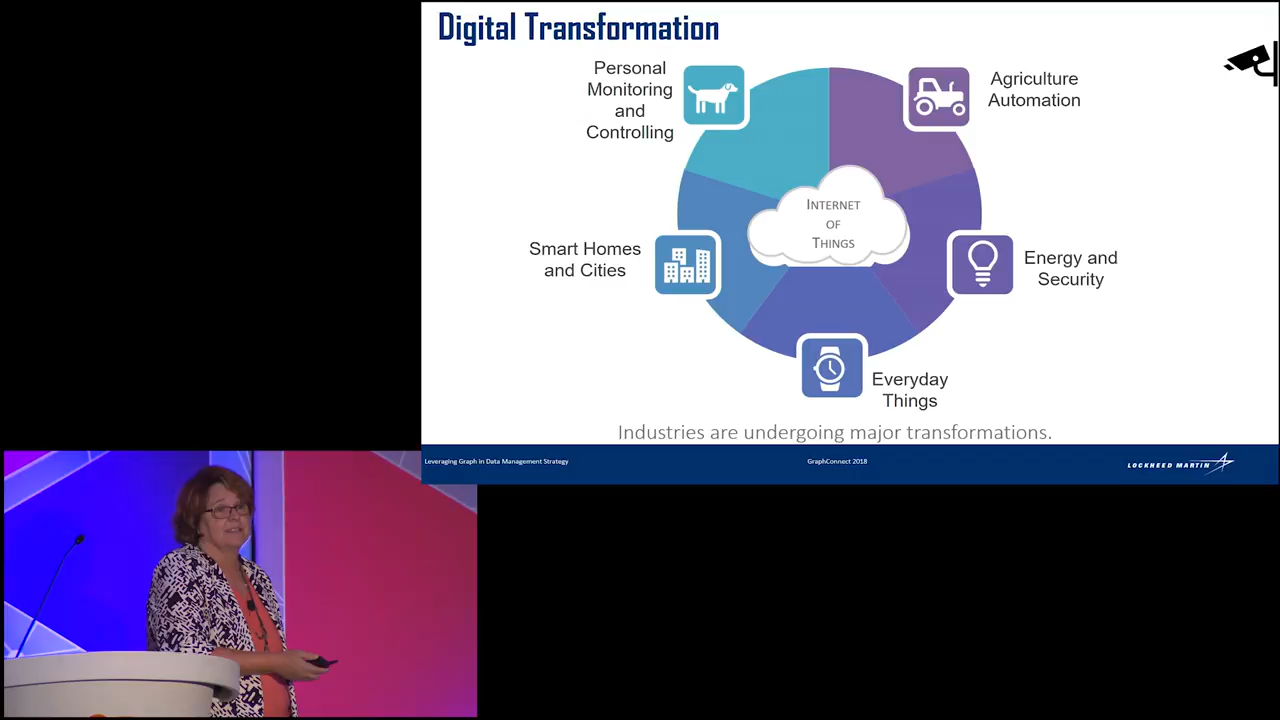 Digital Transformation
Personal
Monitoring
and
Controlling
Agriculture
Automation
INTERNET
OF
THINGS
Smart Homes
and Cities
Energy and
Security
Everyday
Things
Industries are undergoing major transformations.
Leveraging Graph in Data Management Strategy
GraphConnect 2018
LOCKHEED MARTIN